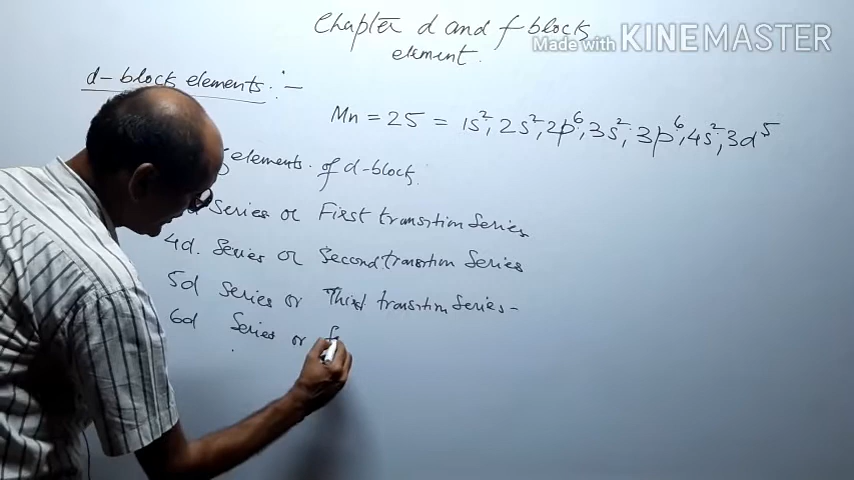 Chapter d and f blocks
element.
Made with KINEMASTER
d-block elements:-
Mn = 25 = 1s², 2s², 2p⁶, 3s², 3p⁶, 4s², 3d⁵
elements. of d-block.
Series or First transition Series
4d. Series or Second transition Series
5d Series or Third transition Series-
6d Series or f